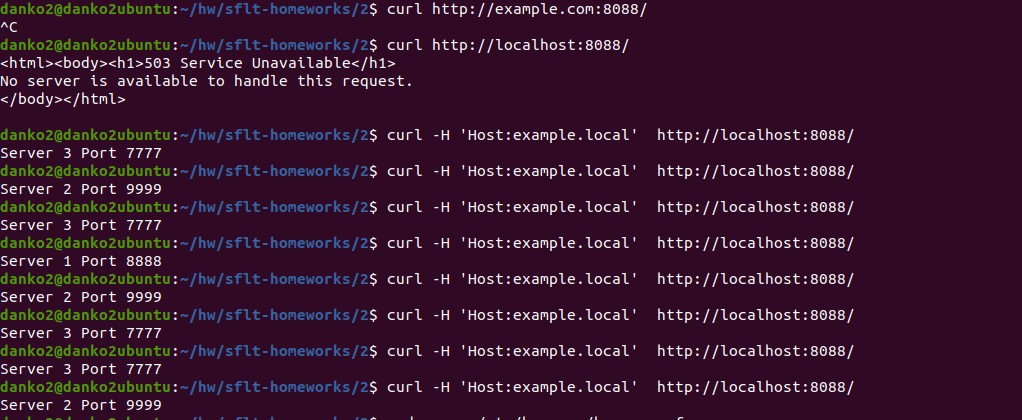 danko2@danko2ubuntu:~/hw/sflt-homeworks/2$ curl http://example.com:8088/
^C
danko2@danko2ubuntu:~/hw/sflt-homeworks/2$ curl http://localhost:8088/
<html><body><h1>503 Service Unavailable</h1>
No server is available to handle this request.
</body></html>
danko2@danko2ubuntu:~/hw/sflt-homeworks/2$ curl -H 'Host:example.local'  http://localhost:8088/
Server 3 Port 7777
danko2@danko2ubuntu:~/hw/sflt-homeworks/2$ curl -H 'Host:example.local'  http://localhost:8088/
Server 2 Port 9999
danko2@danko2ubuntu:~/hw/sflt-homeworks/2$ curl -H 'Host:example.local'  http://localhost:8088/
Server 3 Port 7777
danko2@danko2ubuntu:~/hw/sflt-homeworks/2$ curl -H 'Host:example.local'  http://localhost:8088/
Server 1 Port 8888
danko2@danko2ubuntu:~/hw/sflt-homeworks/2$ curl -H 'Host:example.local'  http://localhost:8088/
Server 2 Port 9999
danko2@danko2ubuntu:~/hw/sflt-homeworks/2$ curl -H 'Host:example.local'  http://localhost:8088/
Server 3 Port 7777
danko2@danko2ubuntu:~/hw/sflt-homeworks/2$ curl -H 'Host:example.local'  http://localhost:8088/
Server 3 Port 7777
danko2@danko2ubuntu:~/hw/sflt-homeworks/2$ curl -H 'Host:example.local'  http://localhost:8088/
Server 2 Port 9999